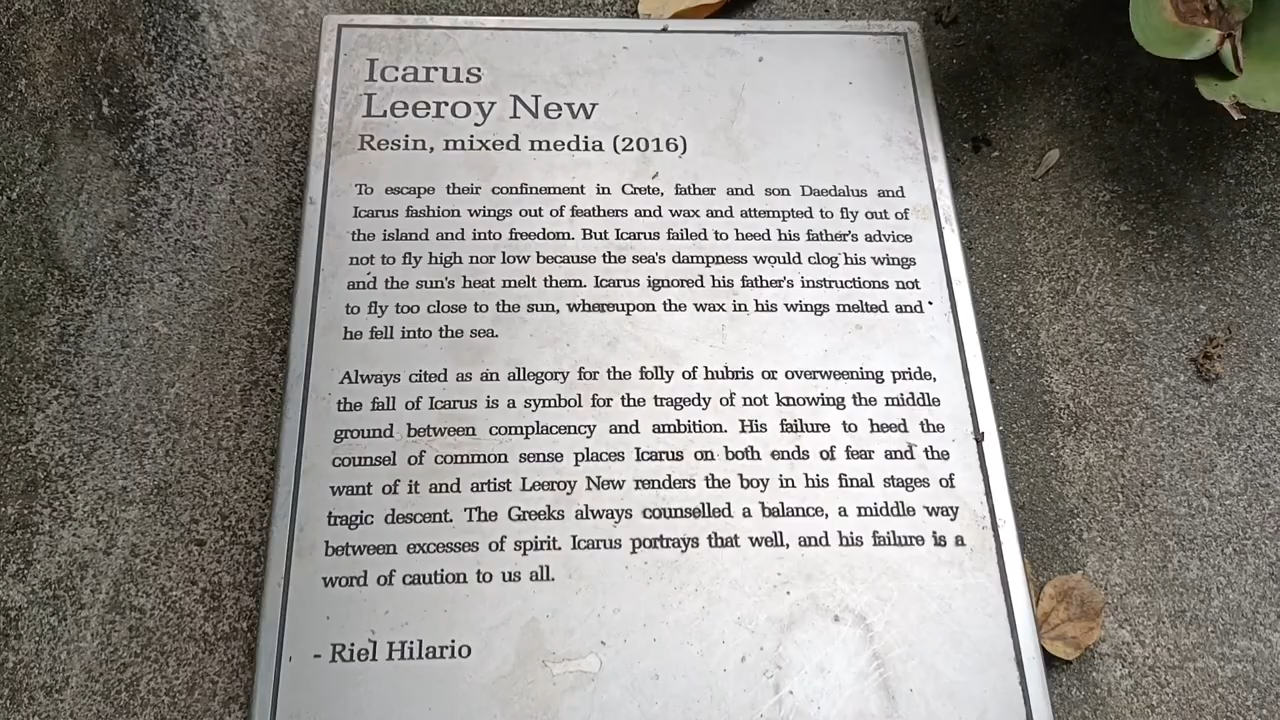 Icarus
Leeroy New
Resin, mixed media (2016)
To escape their confinement in Crete, father and son Daedalus and
Icarus fashion wings out of feathers and wax and attempted to fly out of
the island and into freedom. But Icarus failed to heed his father's advice
not to fly high nor low because the sea's dampness would clog his wings
and the sun's heat melt them. Icarus ignored his father's instructions not
to fly too close to the sun, whereupon the wax in his wings melted and
he fell into the sea.
Always cited as an allegory for the folly of hubris or overweening pride,
the fall of Icarus is a symbol for the tragedy of not knowing the middle
ground between complacency and ambition. His failure to heed the
counsel of common sense places Icarus on both ends of fear and the
want of it and artist Leeroy New renders the boy in his final stages of
tragic descent. The Greeks always counselled a balance, a middle way
between excesses of spirit. Icarus portrays that well, and his failure is a
word of caution to us all.
- Riel Hilario